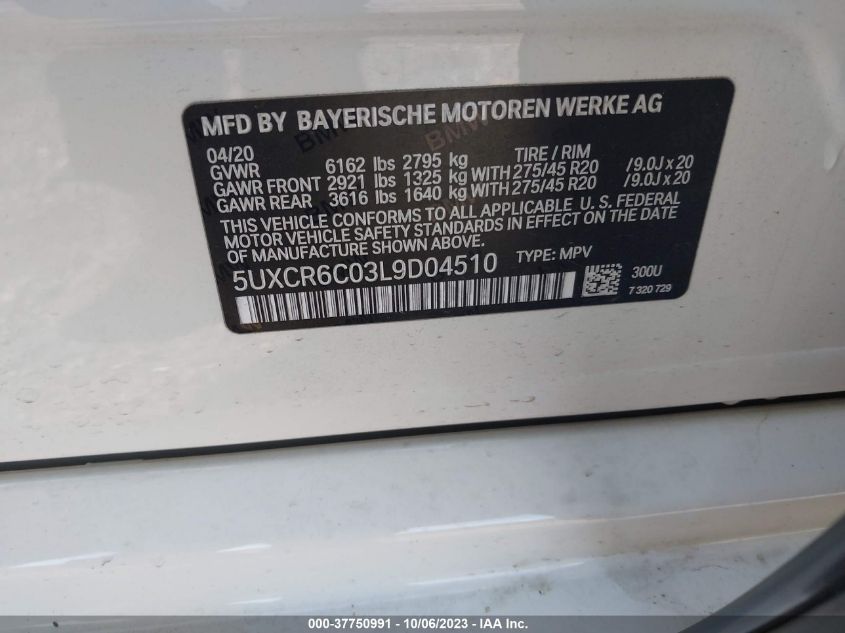 MFD BY BAYERISCHE MOTOREN WERKE AG
04/20 TIRE / RIM
GVWR 6162 lbs 2795 kg
GAWR FRONT 2921 lbs 1325 kg WITH 275/45 R20 /9.0J x 20
GAWR REAR 3616 lbs 1640 kg WITH 275/45 R20 /9.0J x 20
THIS VEHICLE CONFORMS TO ALL APPLICABLE U. S. FEDERAL
MOTOR VEHICLE SAFETY STANDARDS IN EFFECT ON THE DATE
OF MANUFACTURE SHOWN ABOVE.
5UXCR6C03L9D04510 TYPE: MPV
300U
7 320 729
000-37750991 - 10/06/2023 - © IAA Inc.